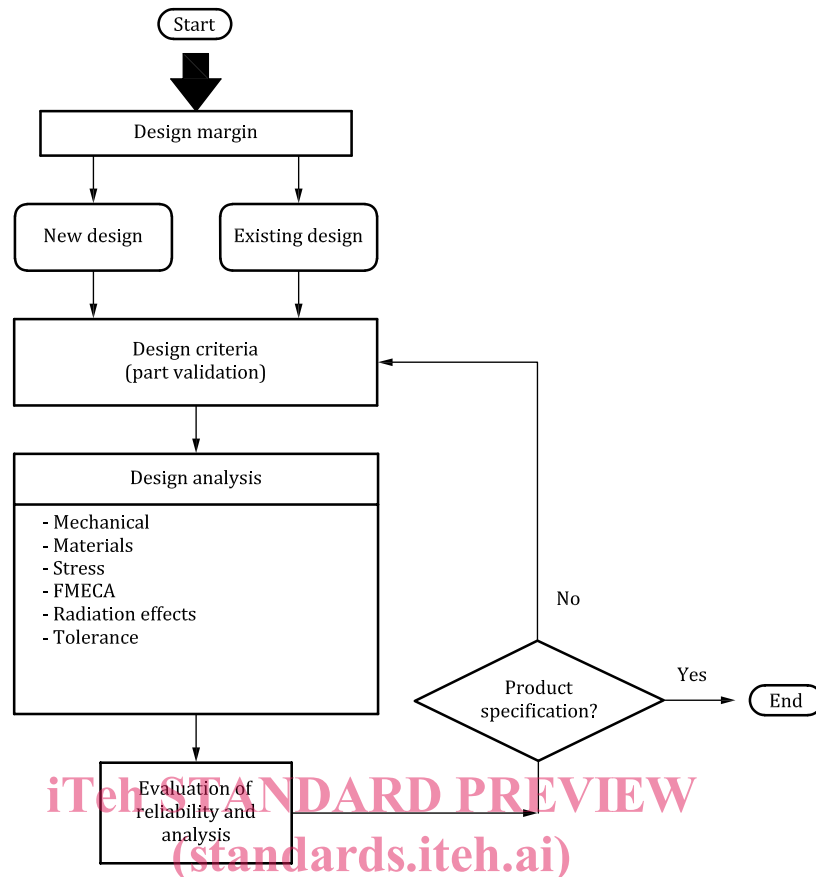 Start
Design margin
New design
Existing design
Design criteria
(part validation)
Design analysis
- Mechanical
- Materials
- Stress
- FMECA
- Radiation effects
- Tolerance
No
Yes
Product
specification?
End
Evaluation of
reliability and
analysis
iTeh STANDARD PREVIEW
(standards.iteh.ai)